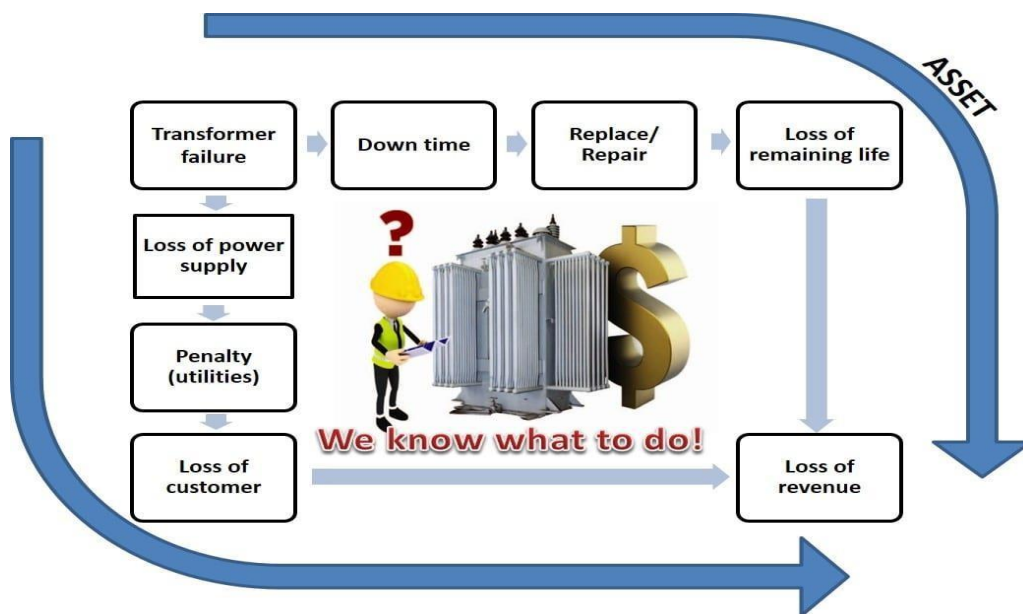 ASSET
Transformer
failure
Down time
Replace/
Repair
Loss of
remaining life
Loss of power
supply
Penalty
(utilities)
Loss of
customer
?
$
We know what to do!
Loss of
revenue